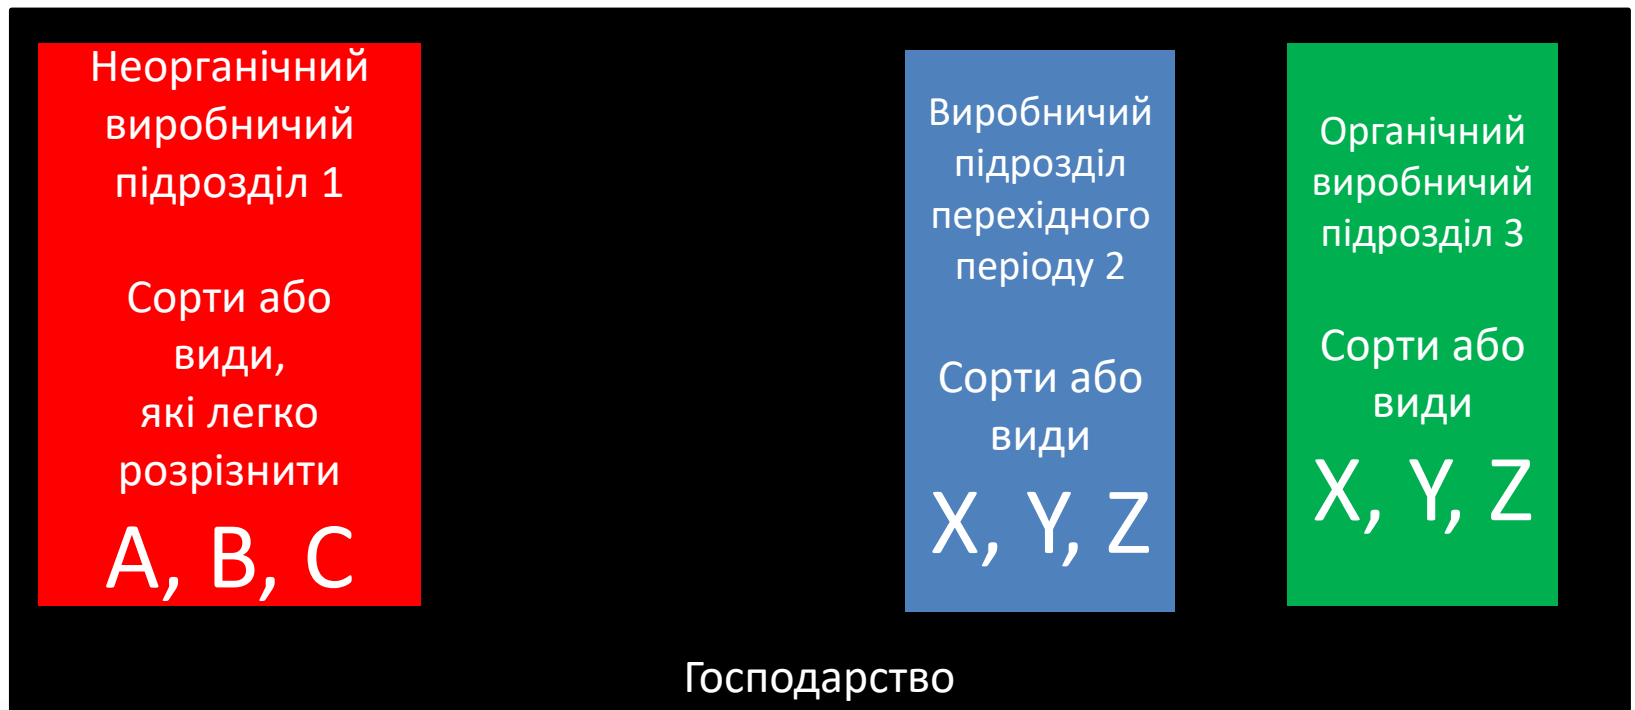 Неорганічний
виробничий
підрозділ 1
Сорти або
види,
які легко
розрізнити
A, B, C
Виробничий
підрозділ
перехідного
періоду 2
Сорти або
види
X, Y, Z
Органічний
виробничий
підрозділ 3
Сорти або
види
X, Y, Z
Господарство